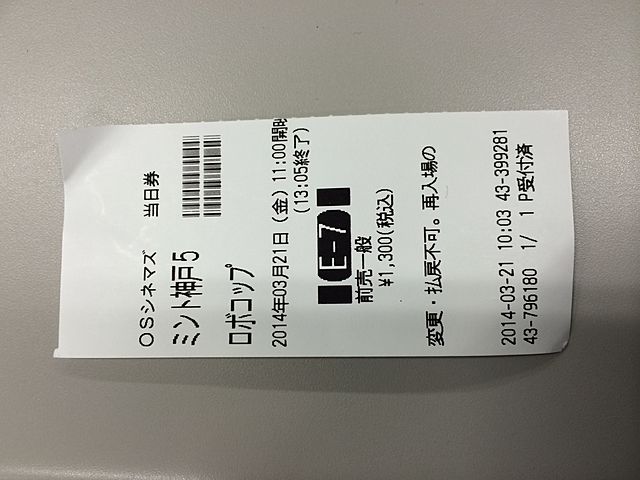 OSシネマズ 当日券
ミント神戸5
ロボコップ
2014年03月21日(金) 11:00開映
(13:05終了)
E-7
前売一般
¥1,300(税込)
変更・払戻不可。再入場の
2014-03-21 10:03 43-399281
43-796180 1/ 1 P受付済